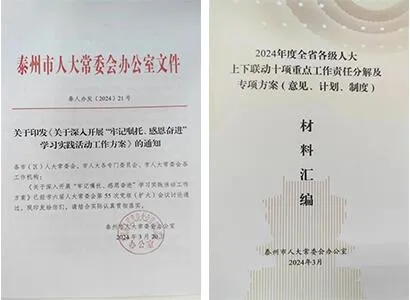 泰州市人大常委会办公室文件
泰人办发〔2024〕21号
关于印发《关于深入开展“牢记嘱托、感恩奋进”
学习实践活动工作方案》的通知
各市（区）人大常委会、市人大各专门委员会、市人大常委会各
工作机构：
《关于深入开展“牢记嘱托、感恩奋进”学习实践活动工作方
案》已经市六届人大常委会第55次党组（扩大）会议讨论通
过，现印发给你们，请结合实际认真贯彻落实。
泰州市人大常委会办公室
2024年3月20日
2024年度全省各级人大
上下联动十项重点工作责任分解及
专项方案（意见、计划、制度）
材
料
汇
编
泰州市人大常委会办公室
2024年3月